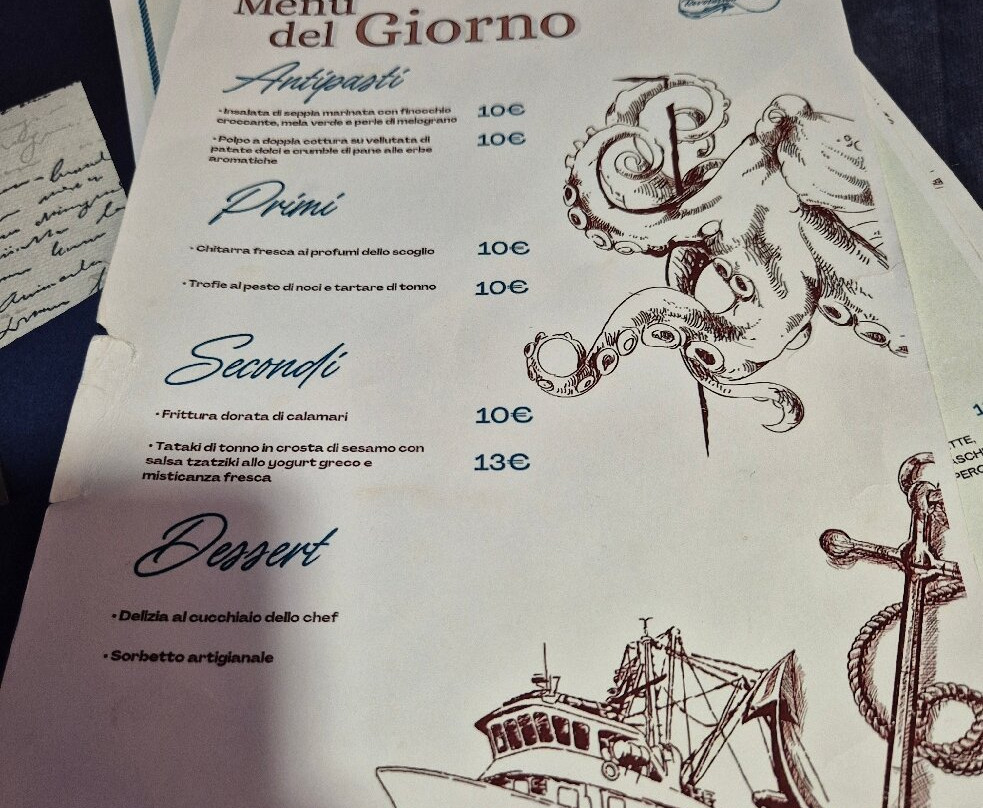 Menu
del Giorno
Antipasti
• Insalata di seppia marinata con finocchio
croccante, mela verde e perle di melograno
10€
• Polpo a doppia cottura su vellutata di
patate dolci e crumble di pane alle erbe
aromatiche
10€
Primi
• Chitarra fresca ai profumi dello scoglio
10€
• Trofie al pesto di noci e tartare di tonno
10€
Secondi
• Frittura dorata di calamari
10€
• Tataki di tonno in crosta di sesamo con
salsa tzatziki allo yogurt greco e
misticanza fresca
13€
Dessert
• Delizia al cucchiaio dello chef
• Sorbetto artigianale